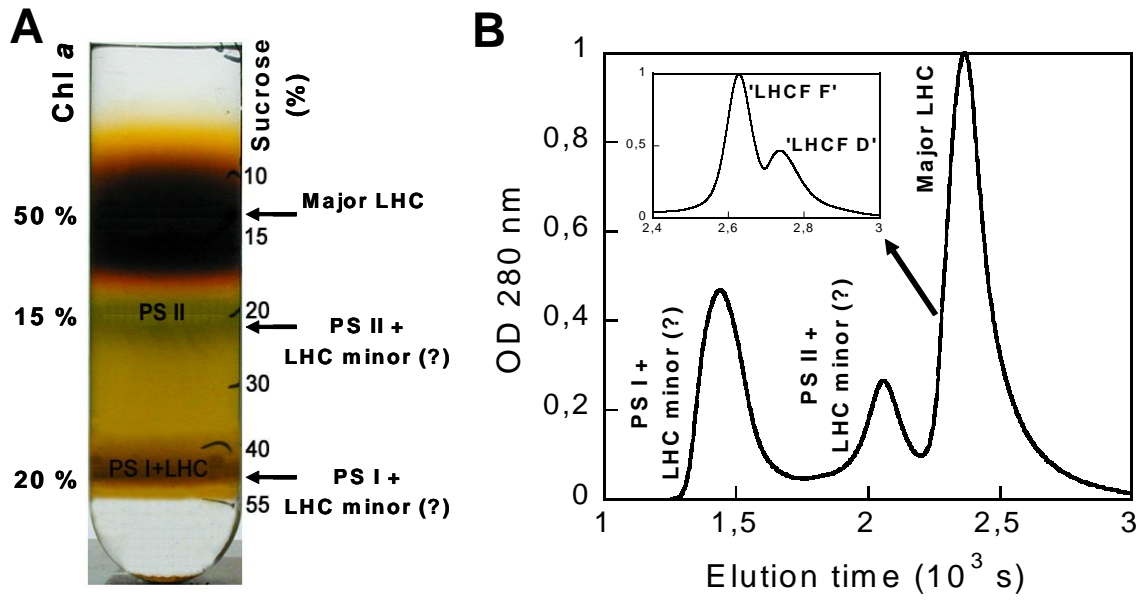 A
Chl a
Sucrose
(%)
10
Major LHC
50 %
15
PS II
20
15 %
PS II +
LHC minor (?)
30
40
PS I+LHC
20 %
PS I +
LHC minor (?)
55
B
OD 280 nm
1
0,8
0,6
0,4
0,2
0
1
1,5
2
2,5
3
Elution time (10³ s)
PS I +
LHC minor (?)
PS II +
LHC minor (?)
Major LHC
1
0,5
0
2,4
2,6
2,8
3
'LHCF F'
'LHCF D'